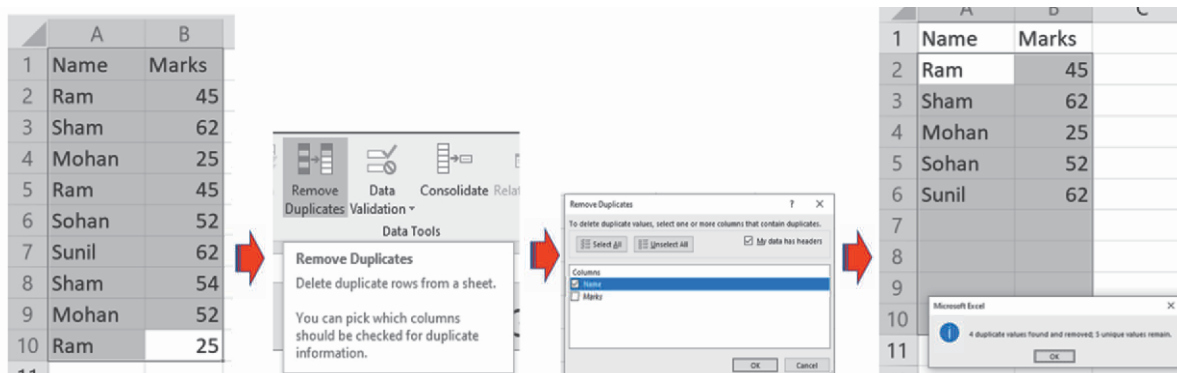 A B
1 Name Marks
2 Ram 45
3 Sham 62
4 Mohan 25
5 Ram 45
6 Sohan 52
7 Sunil 62
8 Sham 54
9 Mohan 52
10 Ram 25
11
Remove Duplicates
Data Validation
Consolidate
Data Tools
Remove Duplicates
Delete duplicate rows from a sheet.
You can pick which columns
should be checked for duplicate
information.
Remove Duplicates ? X
To delete duplicate values, select one or more columns that contain duplicates.
Select All Unselect All My data has headers
Columns
Name
Marks
OK Cancel
A B C
1 Name Marks
2 Ram 45
3 Sham 62
4 Mohan 25
5 Sohan 52
6 Sunil 62
7
8
9
10
11
Microsoft Excel X
4 duplicate values found and removed; 5 unique values remain.
OK